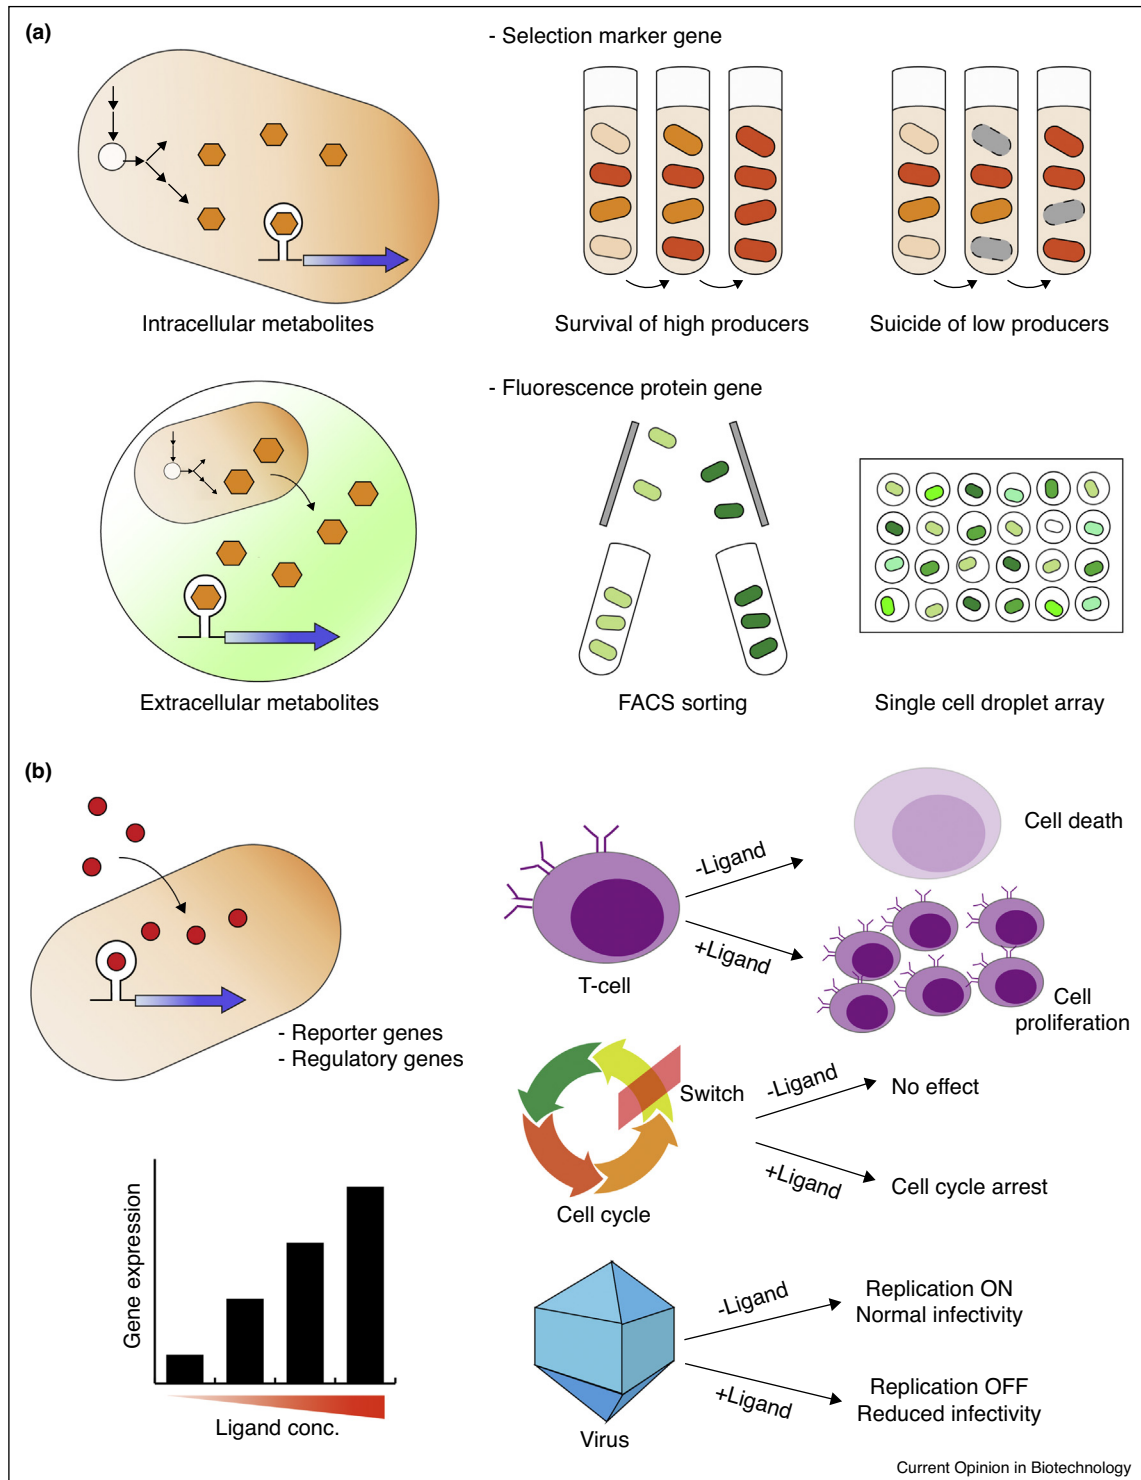 (a)
- Selection marker gene
Intracellular metabolites
Survival of high producers
Suicide of low producers
- Fluorescence protein gene
Extracellular metabolites
FACS sorting
Single cell droplet array
(b)
-Ligand
Cell death
+Ligand
T-cell
Cell
proliferation
- Reporter genes
- Regulatory genes
Switch
-Ligand
No effect
+Ligand
Cell cycle arrest
Cell cycle
Gene expression
Ligand conc.
-Ligand
Replication ON
Normal infectivity
+Ligand
Replication OFF
Reduced infectivity
Virus
Current Opinion in Biotechnology